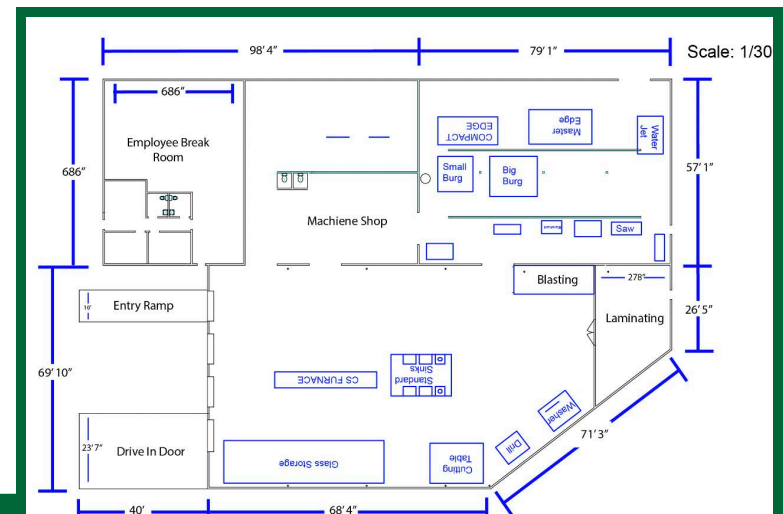 98' 4"
79' 1"
Scale: 1/30
686"
Employee Break
Room
686"
COMPACT
EDGE
Master
Edge
Water
Jet
57' 1"
Small
Burg
Big
Burg
Machiene Shop
Saw
Entry Ramp
10'
Blasting
278"
Laminating
26' 5"
69' 10"
CS FURNACE
Standard
Sinks
Washer
71' 3"
Drill
23' 7"
Drive In Door
Glass Storage
Cutting
Table
40'
68' 4"